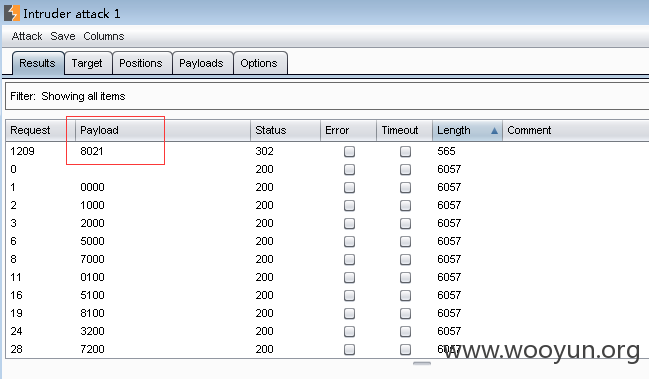 Intruder attack 1
Attack Save Columns
Results Target Positions Payloads Options
Filter: Showing all items
Request Payload Status Error Timeout Length Comment
1209 8021 302 565
0 200 6057
1 0000 200 6057
2 1000 200 6057
3 2000 200 6057
6 5000 200 6057
8 7000 200 6057
11 0100 200 6057
16 5100 200 6057
19 8100 200 6057
24 3200 200 6057
28 7200 200 6057
www.wooyun.org